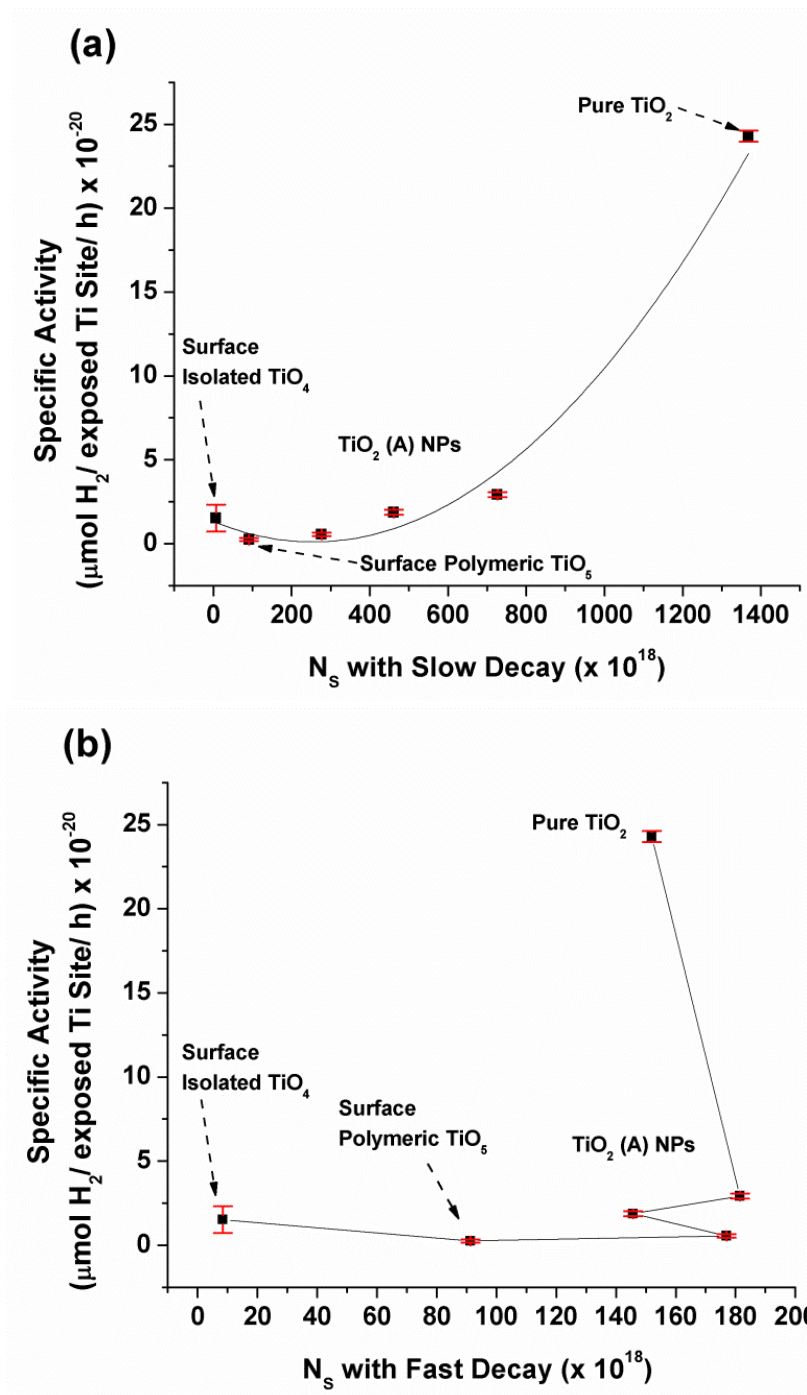 (a)
Specific Activity
(μmol H₂/ exposed Ti Site/ h) x 10⁻²⁰
25
20
15
10
5
0
Pure TiO₂
Surface
Isolated TiO₄
TiO₂ (A) NPs
Surface Polymeric TiO₅
0 200 400 600 800 1000 1200 1400
N_S with Slow Decay (x 10¹⁸)
(b)
Specific Activity
(μmol H₂/ exposed Ti Site/ h) x 10⁻²⁰
25
20
15
10
5
0
Pure TiO₂
Surface
Isolated TiO₄
Surface
Polymeric TiO₅
TiO₂ (A) NPs
0 20 40 60 80 100 120 140 160 180 200
N_S with Fast Decay (x 10¹⁸)